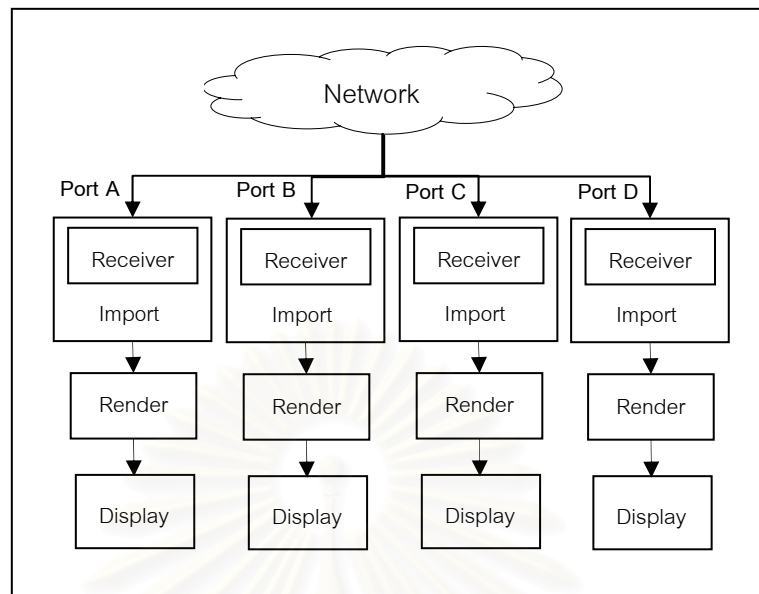 Network
Port A Port B Port C Port D
Receiver Receiver Receiver Receiver
Import Import Import Import
Render Render Render Render
Display Display Display Display